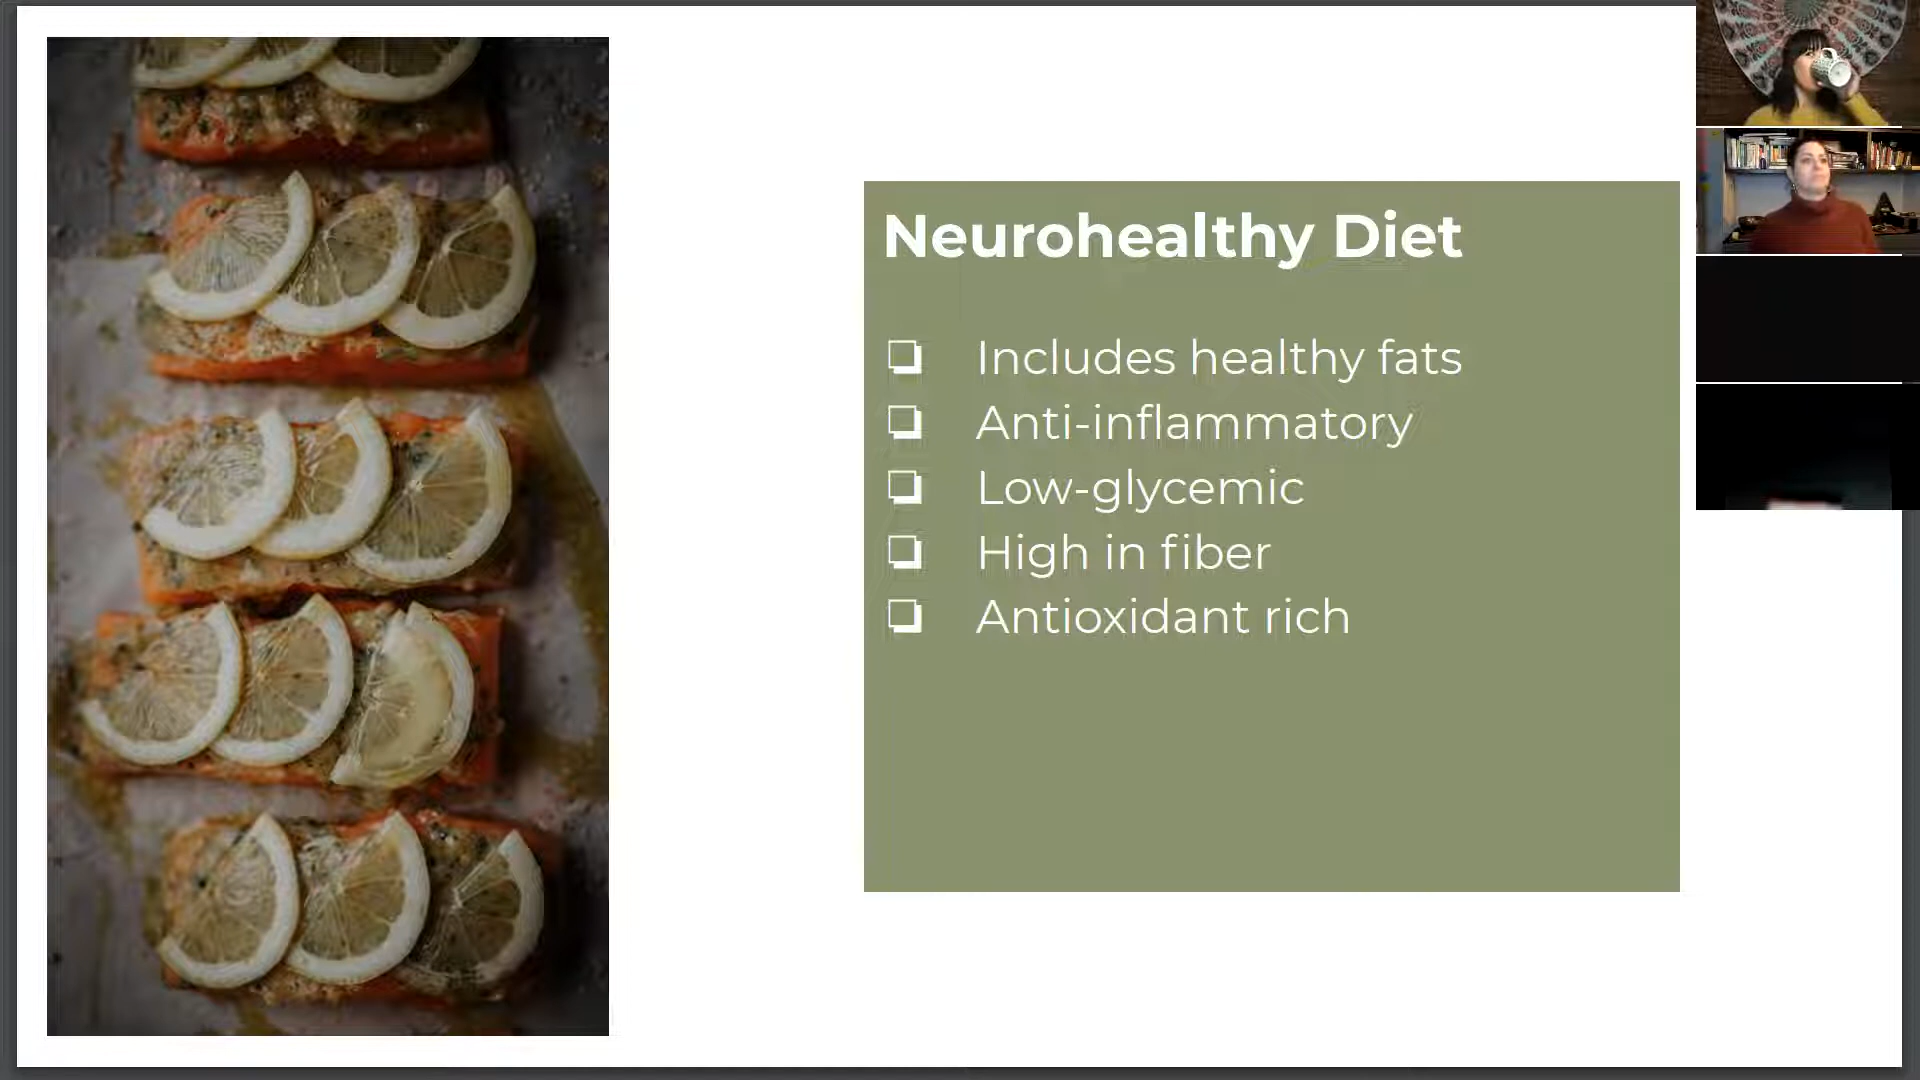 Neurohealthy Diet
❏ Includes healthy fats
❏ Anti-inflammatory
❏ Low-glycemic
❏ High in fiber
❏ Antioxidant rich